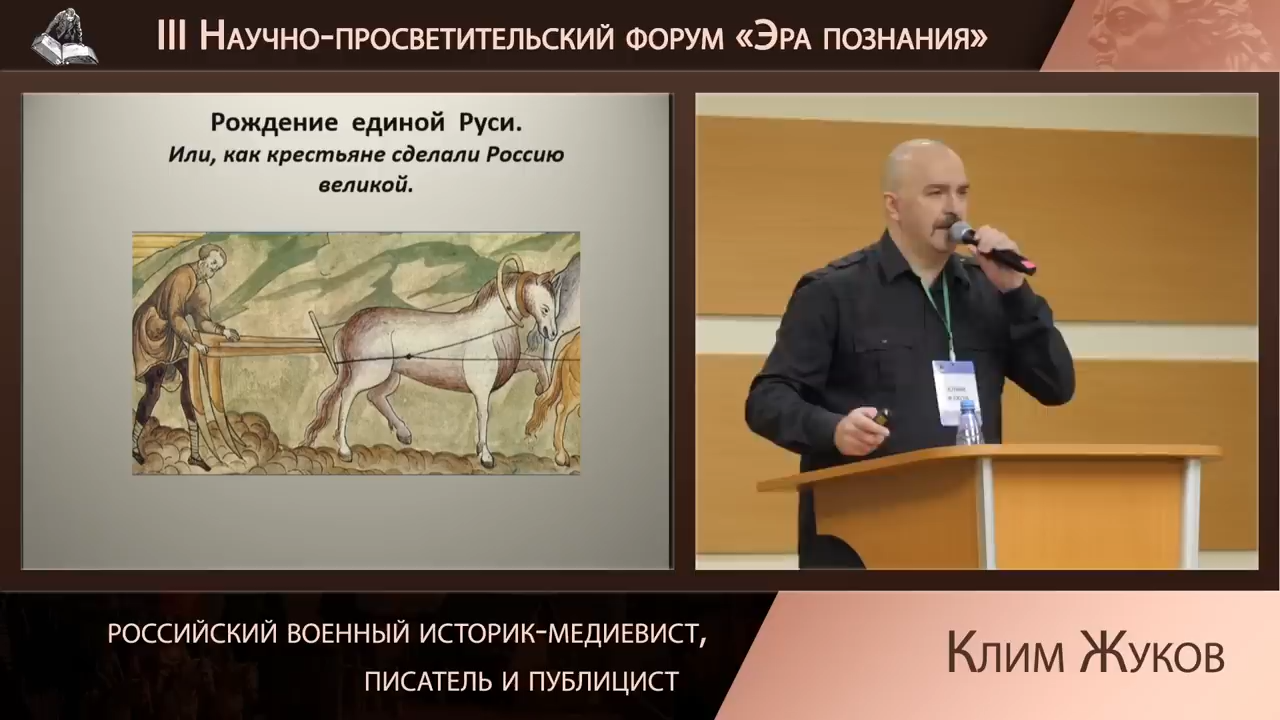 III Научно-просветительский форум «Эра познания»
Рождение единой Руси.
Или, как крестьяне сделали Россию
великой.
российский военный историк-медиевист,
писатель и публицист
Клим Жуков